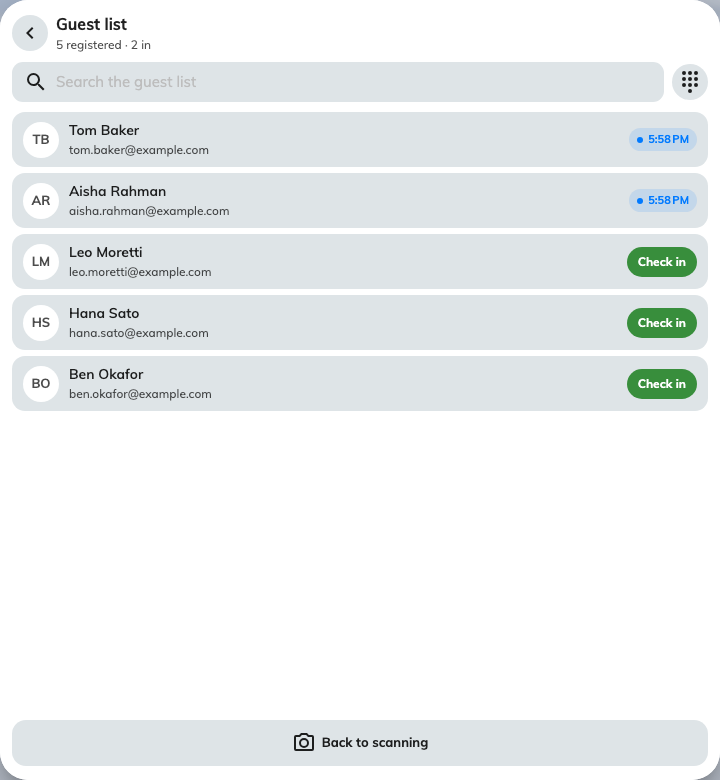 Guest list
5 registered · 2 in
Search the guest list
TB
Tom Baker
tom.baker@example.com
5:58 PM
AR
Aisha Rahman
aisha.rahman@example.com
5:58 PM
LM
Leo Moretti
leo.moretti@example.com
Check in
HS
Hana Sato
hana.sato@example.com
Check in
BO
Ben Okafor
ben.okafor@example.com
Check in
Back to scanning